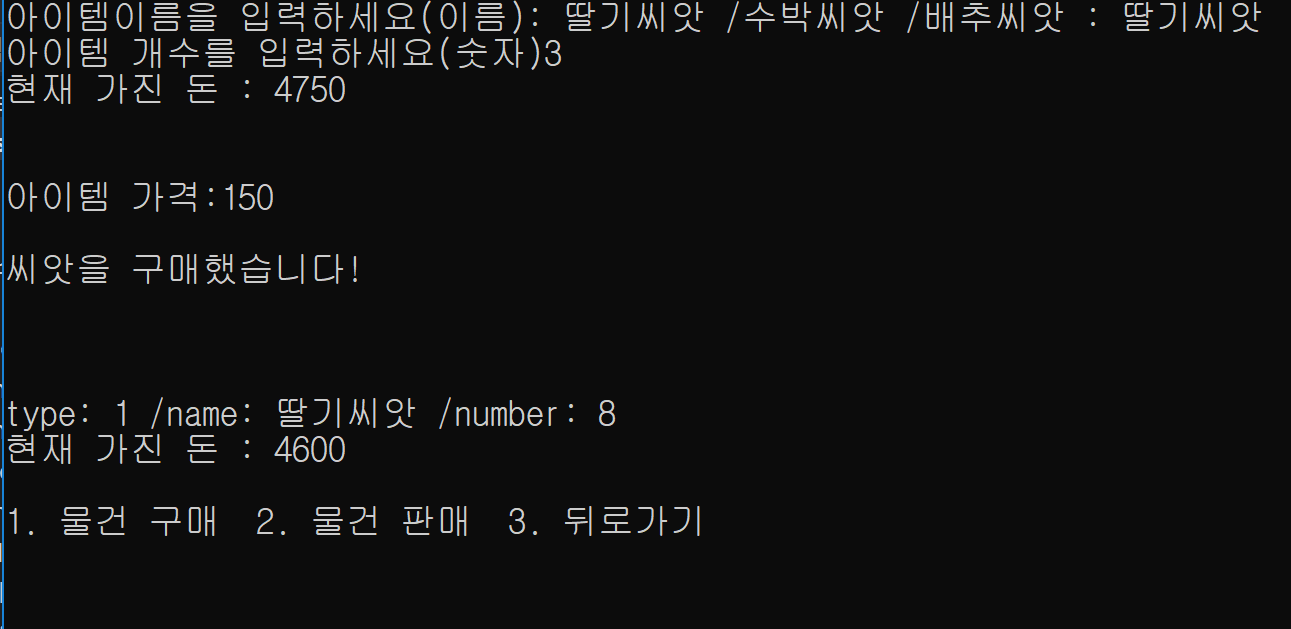 아이템이름을 입력하세요(이름): 딸기씨앗 /수박씨앗 /배추씨앗 : 딸기씨앗
아이템 개수를 입력하세요(숫자)3
현재 가진 돈 : 4750
아이템 가격:150
씨앗을 구매했습니다!
type: 1 /name: 딸기씨앗 /number: 8
현재 가진 돈 : 4600
1. 물건 구매  2. 물건 판매  3. 뒤로가기